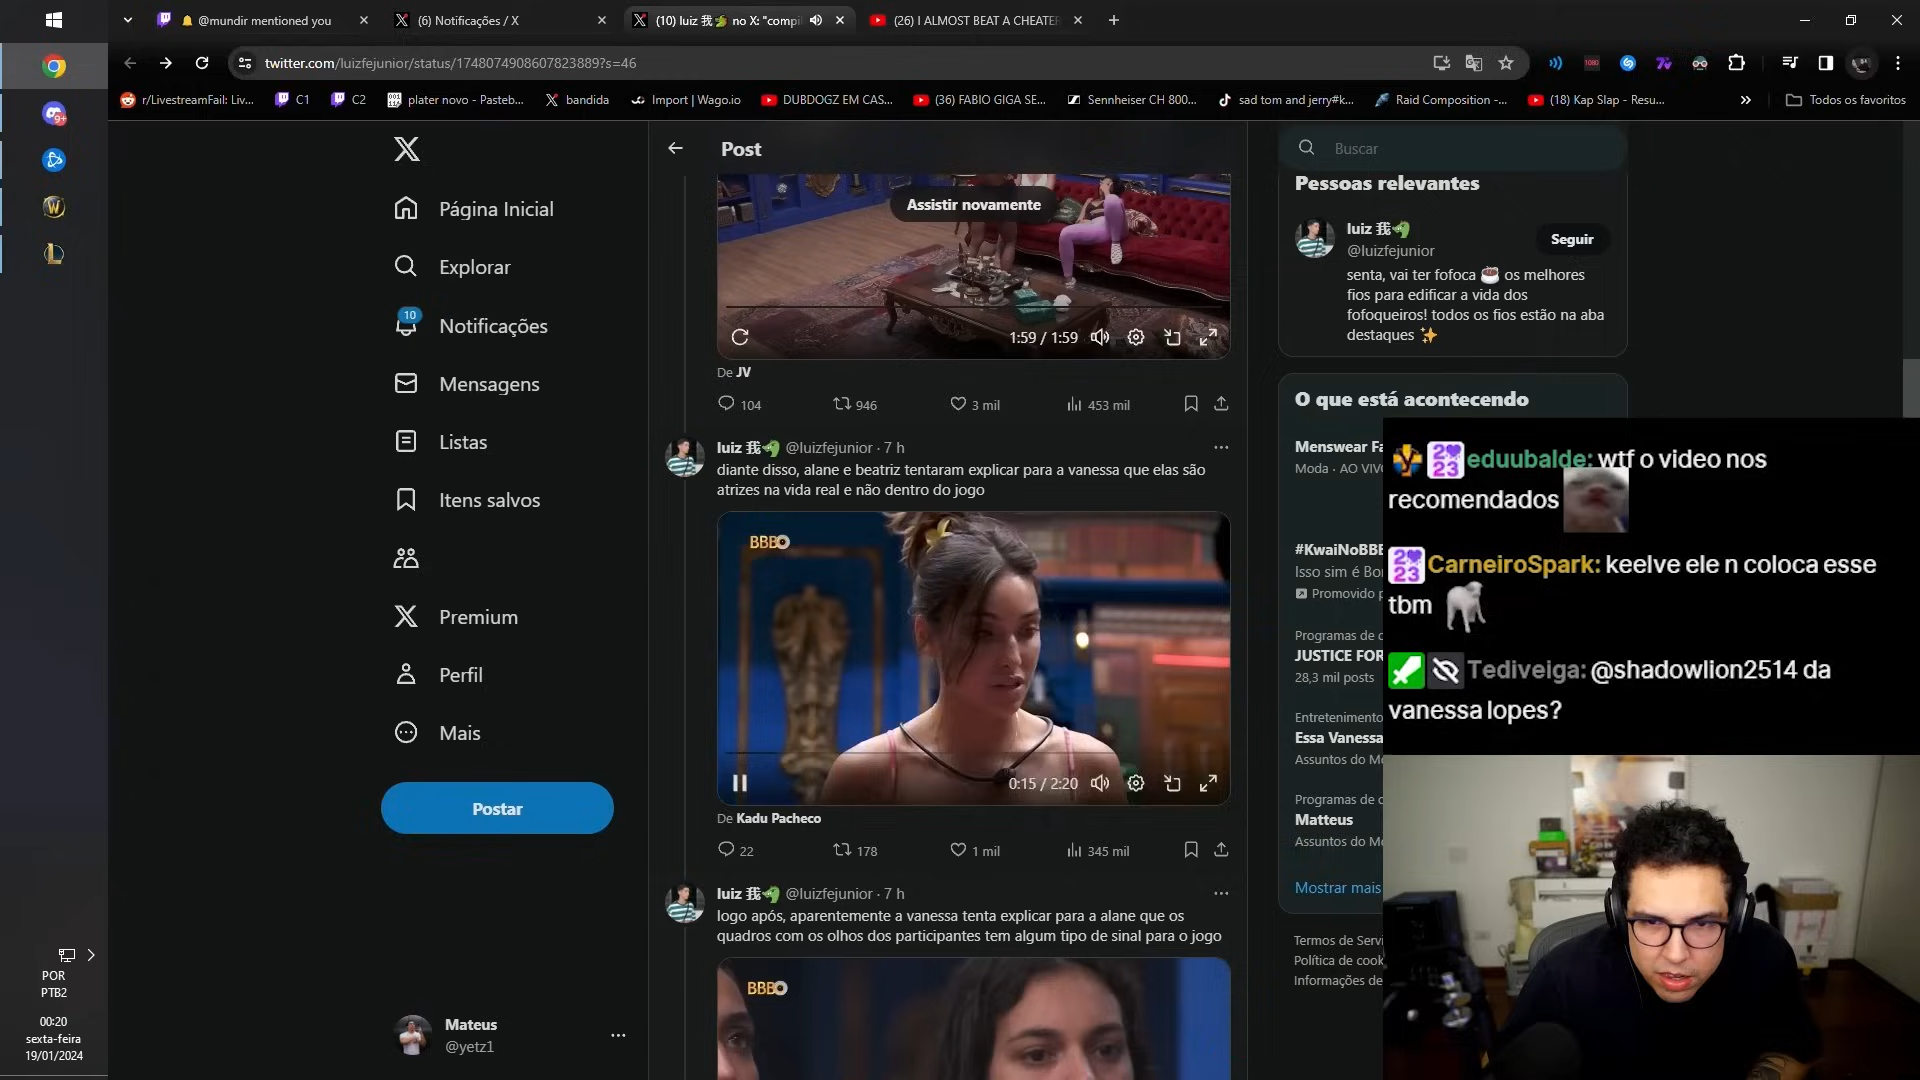 @mundir mentioned you
(6) Notificações / X
(10) luiz 我 no X: "compil
(26) I ALMOST BEAT A CHEATER
twitter.com/luizfejunior/status/1748074908607823889?s=46
r/LivestreamFail: Liv...
C1
C2
plater novo - Pasteb...
bandida
Import | Wago.io
DUBDOGZ EM CAS...
(36) FABIO GIGA SE...
Sennheiser CH 800...
sad tom and jerry#k...
Raid Composition -...
(18) Kap Slap - Resu...
Todos os favoritos
Post
Buscar
Página Inicial
Explorar
10
Notificações
Mensagens
Listas
Itens salvos
Premium
Perfil
Mais
Postar
Mateus
@yetz1
Assistir novamente
1:59 / 1:59
De JV
104
946
3 mil
453 mil
luiz 我🐲 @luizfejunior · 7 h
diante disso, alane e beatriz tentaram explicar para a vanessa que elas são
atrizes na vida real e não dentro do jogo
BBB
0:15 / 2:20
De Kadu Pacheco
22
178
1 mil
345 mil
luiz 我🐲 @luizfejunior · 7 h
logo após, aparentemente a vanessa tenta explicar para a alane que os
quadros com os olhos dos participantes tem algum tipo de sinal para o jogo
BBB
Pessoas relevantes
luiz 我🐲
@luizfejunior
Seguir
senta, vai ter fofoca ☕ os melhores
fios para edificar a vida dos
fofoqueiros! todos os fios estão na aba
destaques ✨
O que está acontecendo
Menswear Fa
Moda · AO VIV
#KwaiNoBBB
Isso sim é Bo
Promovido p
Programas de
JUSTICE FOR
28,3 mil posts
Entretenimento
Essa Vanessa
Assuntos do M
Programas de
Matteus
Assuntos do M
Mostrar mais
Termos de Servi
Política de cook
Informações de
eduubalde: wtf o video nos
recomendados
CarneiroSpark: keelve ele n coloca esse
tbm
Tediveiga: @shadowlion2514 da
vanessa lopes?
9+
POR
PTB2
00:20
sexta-feira
19/01/2024